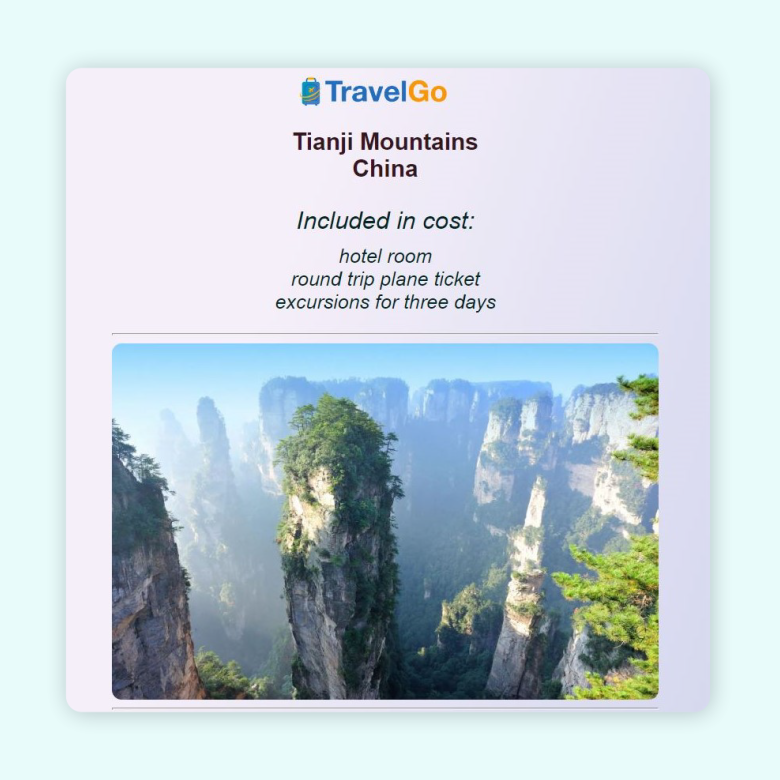 TravelGo
Tianji Mountains
China
Included in cost:
hotel room
round trip plane ticket
excursions for three days